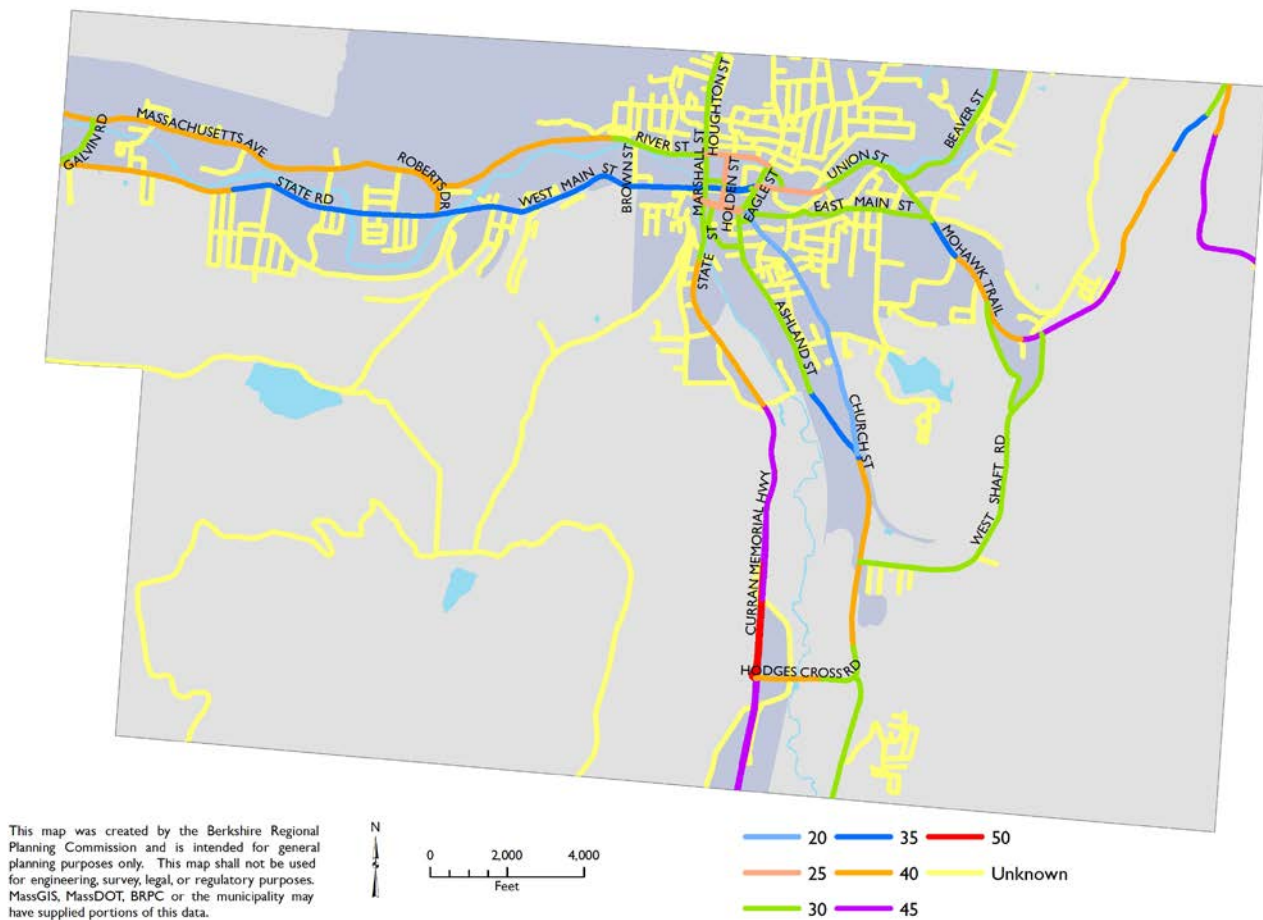 HOUGHTON ST
MASSACHUSETTS AVE
GALVIN RD
RIVER ST
MARSHALL ST
BEAVER ST
UNION ST
ROBERTS DR
WEST MAIN ST
BROWN ST
HOLDEN ST
EAGLE ST
STATE RD
EAST MAIN ST
STATE ST
MOHAWK TRAIL
ASHLAND ST
CHURCH ST
WEST SHAFT RD
CURRAN MEMORIAL HWY
HODGES CROSS RD
This map was created by the Berkshire Regional
Planning Commission and is intended for general
planning purposes only. This map shall not be used
for engineering, survey, legal, or regulatory purposes.
MassGIS, MassDOT, BRPC or the municipality may
have supplied portions of this data.
N
S
0 2,000 4,000
Feet
20 35 50
25 40 Unknown
30 45